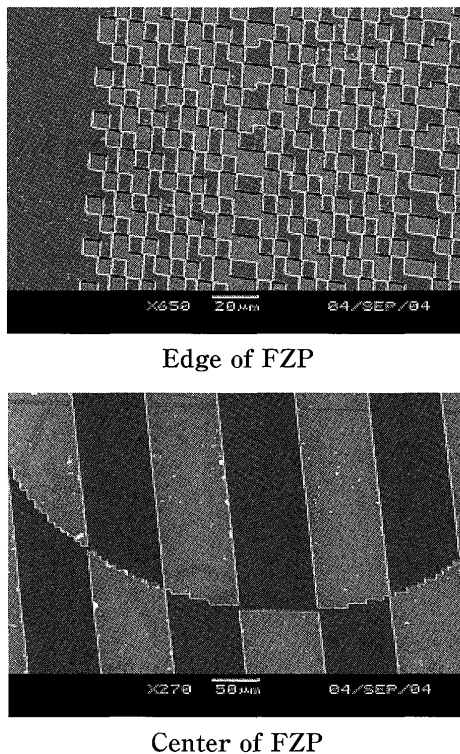 X650 20μm 04/SEP/04
Edge of FZP
X270 50μm 04/SEP/04
Center of FZP